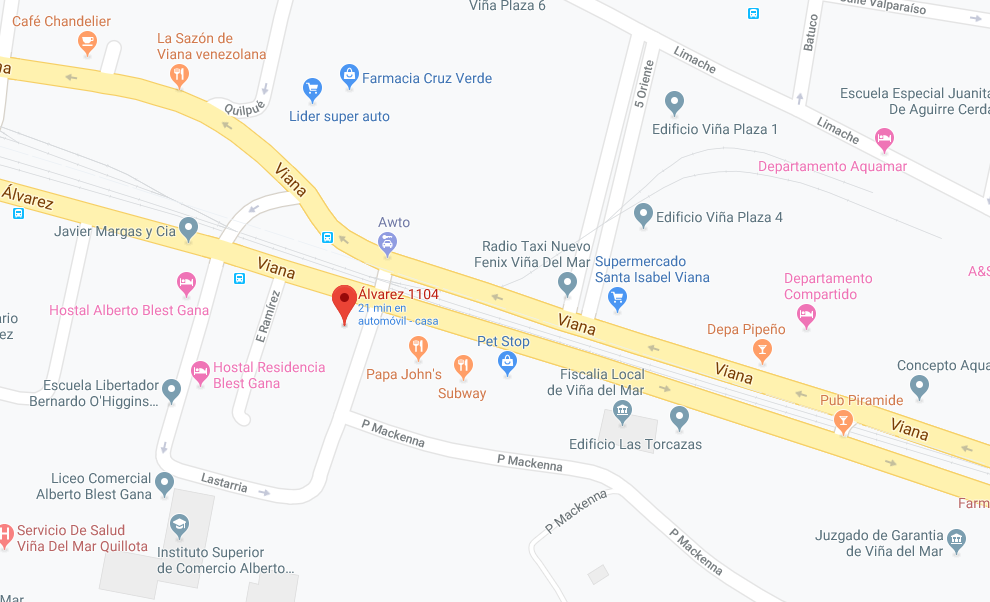 Viña Plaza 6
Calle Valparaíso
Café Chandelier
La Sazón de
Viana venezolana
Batuco
Limache
5 Oriente
na
Farmacia Cruz Verde
Quilpué
Lider super auto
Escuela Especial Juanita
De Aguirre Cerda
Edificio Viña Plaza 1
Limache
Departamento Aquamar
Viana
Álvarez
Javier Margas y Cia
Awto
Edificio Viña Plaza 4
Radio Taxi Nuevo
Fenix Viña Del Mar
Supermercado
Santa Isabel Viana
Viana
A&S
Departamento
Compartido
Hostal Alberto Blest Gana
E Ramírez
Álvarez 1104
21 min en
automóvil - casa
Viana
rio
ez
Depa Pipeño
Pet Stop
Papa John's
Subway
Viana
Hostal Residencia
Blest Gana
Fiscalia Local
de Viña del Mar
Concepto Aqua
Escuela Libertador
Bernardo O'Higgins...
Pub Piramide
P Mackenna
Edificio Las Torcazas
Viana
P Mackenna
Liceo Comercial
Alberto Blest Gana
Lastarria
Farm
P Mackenna
Servicio De Salud
Viña Del Mar Quillota
Instituto Superior
de Comercio Alberto...
P Mackenna
Juzgado de Garantia
de Viña del Mar
Mar